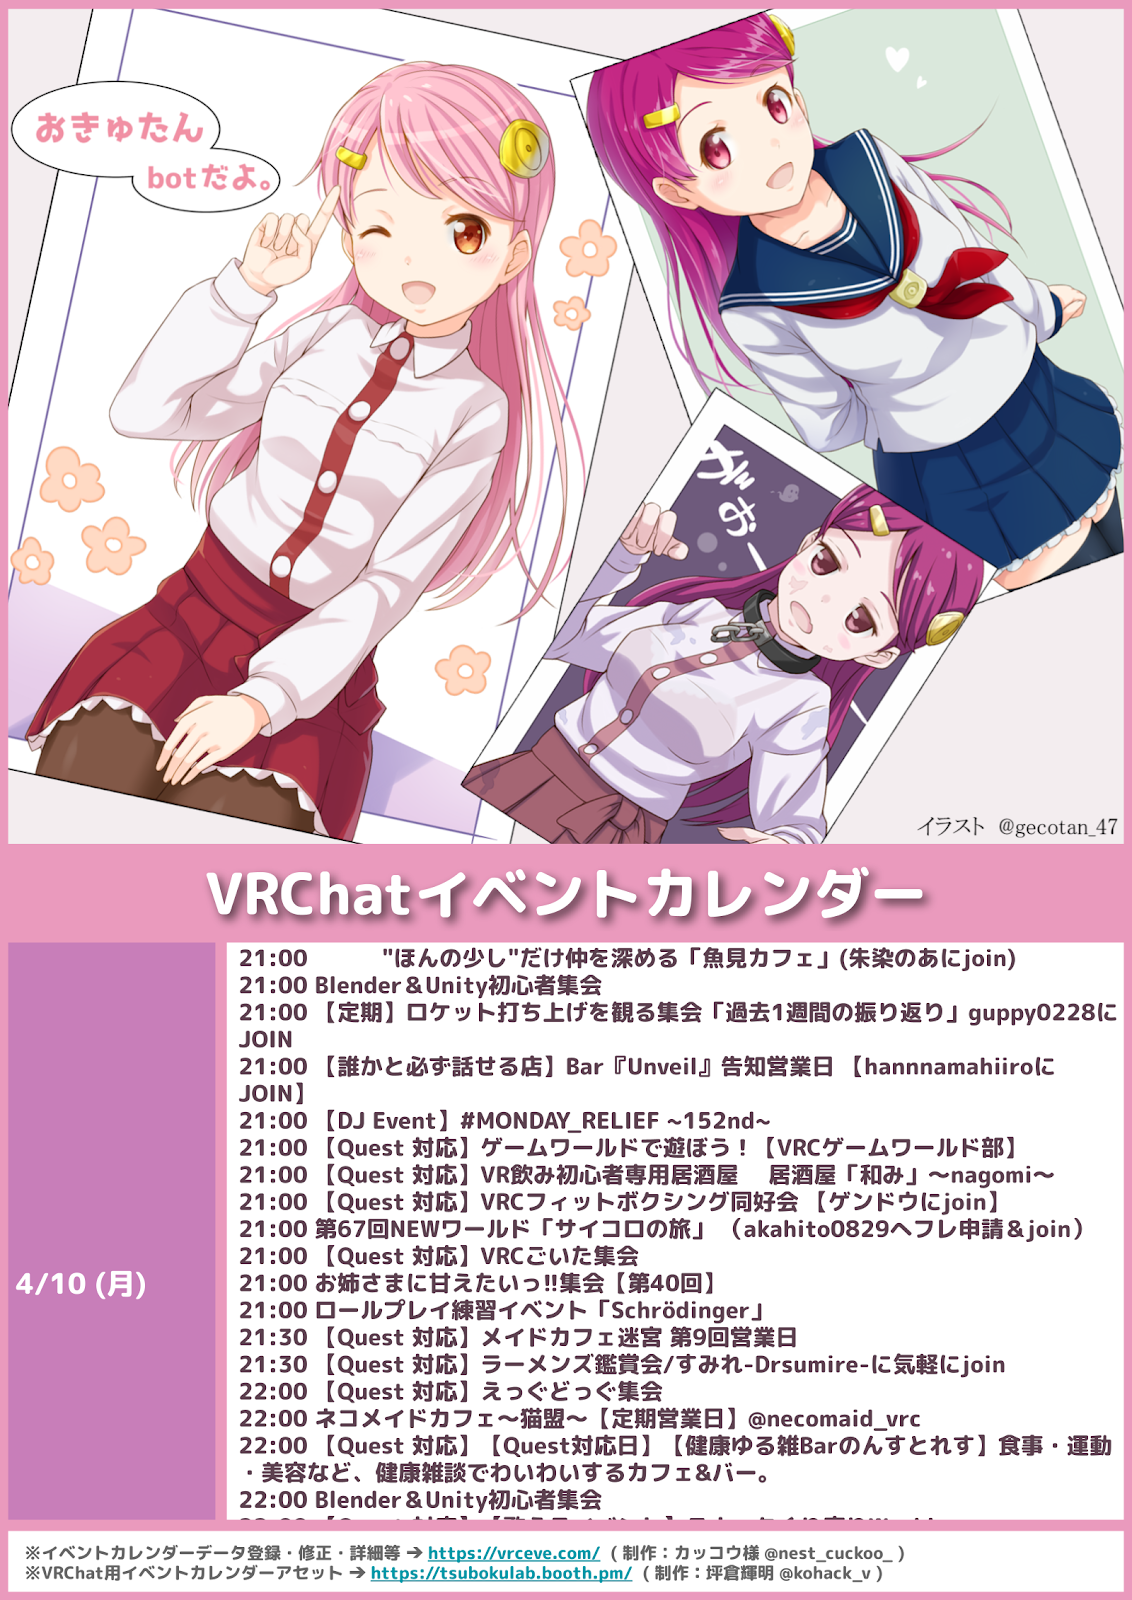 おきゅたん
botだよ。
がおー
イラスト @gecotan_47
VRChatイベントカレンダー
4/10 (月)
21:00 "ほんの少し"だけ仲を深める「魚見カフェ」(朱染のあにjoin)
21:00 Blender＆Unity初心者集会
21:00 【定期】ロケット打ち上げを観る集会「過去1週間の振り返り」guppy0228に
JOIN
21:00 【誰かと必ず話せる店】Bar『Unveil』告知営業日 【hannnamahiiroに
JOIN】
21:00 【DJ Event】#MONDAY_RELIEF ~152nd~
21:00 【Quest 対応】ゲームワールドで遊ぼう！【VRCゲームワールド部】
21:00 【Quest 対応】VR飲み初心者専用居酒屋　居酒屋「和み」～nagomi～
21:00 【Quest 対応】VRCフィットボクシング同好会 【ゲンドウにjoin】
21:00 第67回NEWワールド「サイコロの旅」 （akahito0829へフレ申請＆join）
21:00 【Quest 対応】VRCごいた集会
21:00 お姉さまに甘えたいっ!!集会【第40回】
21:00 ロールプレイ練習イベント「Schrödinger」
21:30 【Quest 対応】メイドカフェ迷宮 第9回営業日
21:30 【Quest 対応】ラーメンズ鑑賞会/すみれ-Drsumire-に気軽にjoin
22:00 【Quest 対応】えっぐどっぐ集会
22:00 ネコメイドカフェ～猫盟～【定期営業日】@necomaid_vrc
22:00 【Quest 対応】【Quest対応日】【健康ゆる雑Barのんすとれす】食事・運動
・美容など、健康雑談でわいわいするカフェ&バー。
22:00 Blender＆Unity初心者集会
※イベントカレンダーデータ登録・修正・詳細等 ➔ https://vrceve.com/ ( 制作：カッコウ様 @nest_cuckoo_ )
※VRChat用イベントカレンダーアセット ➔ https://tsubokulab.booth.pm/ ( 制作：坪倉輝明 @kohack_v )